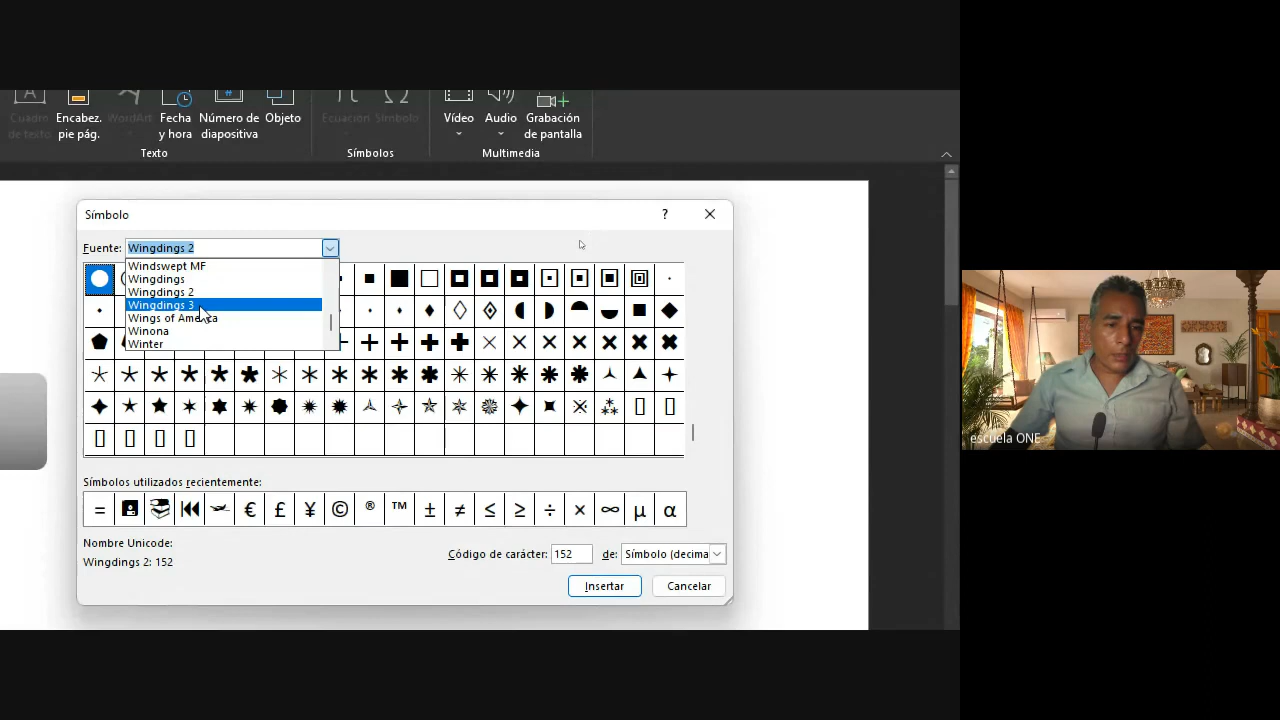 Cuadro
de texto
Encabez.
pie pág.
WordArt
Fecha
y hora
Número de
diapositiva
Objeto
Ecuación
Símbolo
Vídeo
Audio
Grabación
de pantalla
Texto
Símbolos
Multimedia
Símbolo
Fuente: Wingdings 2
Windswept MF
Wingdings
Wingdings 2
Wingdings 3
Wings of America
Winona
Winter
Símbolos utilizados recientemente:
= € £ ¥ © ® ™ ± ≠ ≤ ≥ ÷ × ∞ µ α
Nombre Unicode:
Wingdings 2: 152
Código de carácter: 152 de: Símbolo (decima
Insertar Cancelar
escuela ONE